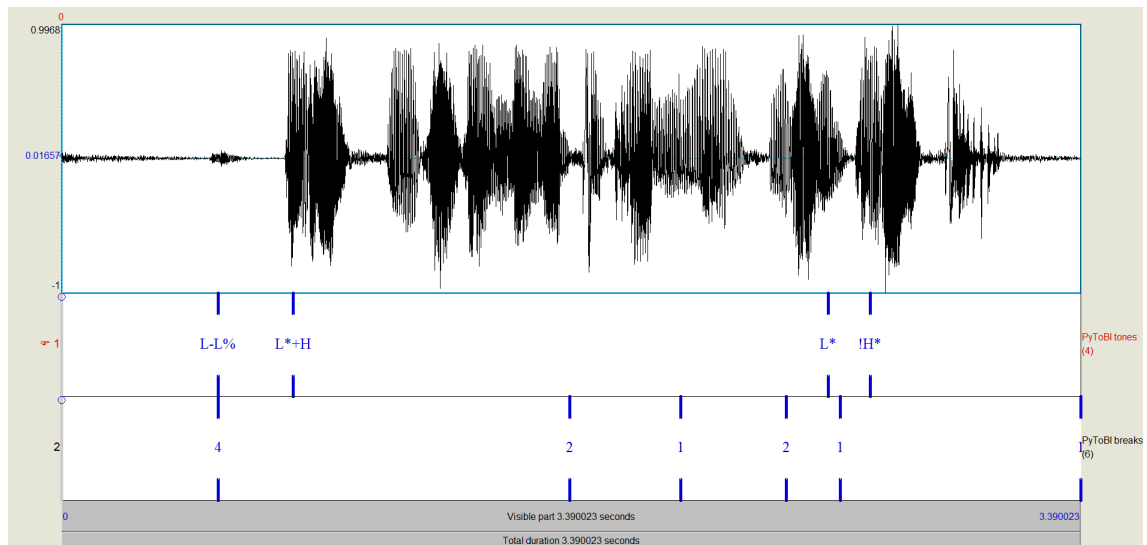 0
0.9968
0.01657
-1
1 L-L% L*+H L* !H* PyToBI tones
(4)
2 4 2 1 2 1 1 PyToBI breaks
(6)
0 Visible part 3.390023 seconds 3.390023
Total duration 3.390023 seconds